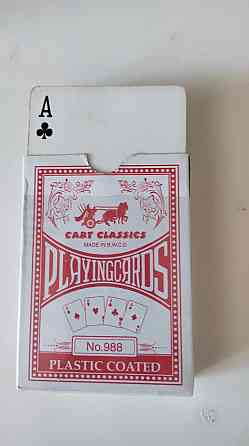 A
CART CLASSICS
MADE IN B.W.C.D
PLAYINGCARDS
No.988
PLASTIC COATED